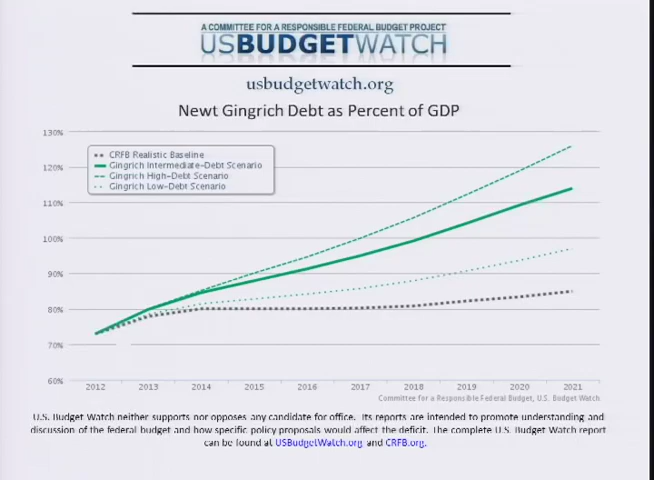 A COMMITTEE FOR A RESPONSIBLE FEDERAL BUDGET PROJECT
USBUDGETWATCH
usbudgetwatch.org
Newt Gingrich Debt as Percent of GDP
130%
CRFB Realistic Baseline
Gingrich Intermediate-Debt Scenario
Gingrich High-Debt Scenario
Gingrich Low-Debt Scenario
120%
110%
100%
90%
80%
70%
60%
2012 2013 2014 2015 2016 2017 2018 2019 2020 2021
Committee for a Responsible Federal Budget, U.S. Budget Watch
U.S. Budget Watch neither supports nor opposes any candidate for office. Its reports are intended to promote understanding and
discussion of the federal budget and how specific policy proposals would affect the deficit. The complete U.S. Budget Watch report
can be found at USBudgetWatch.org and CRFB.org.